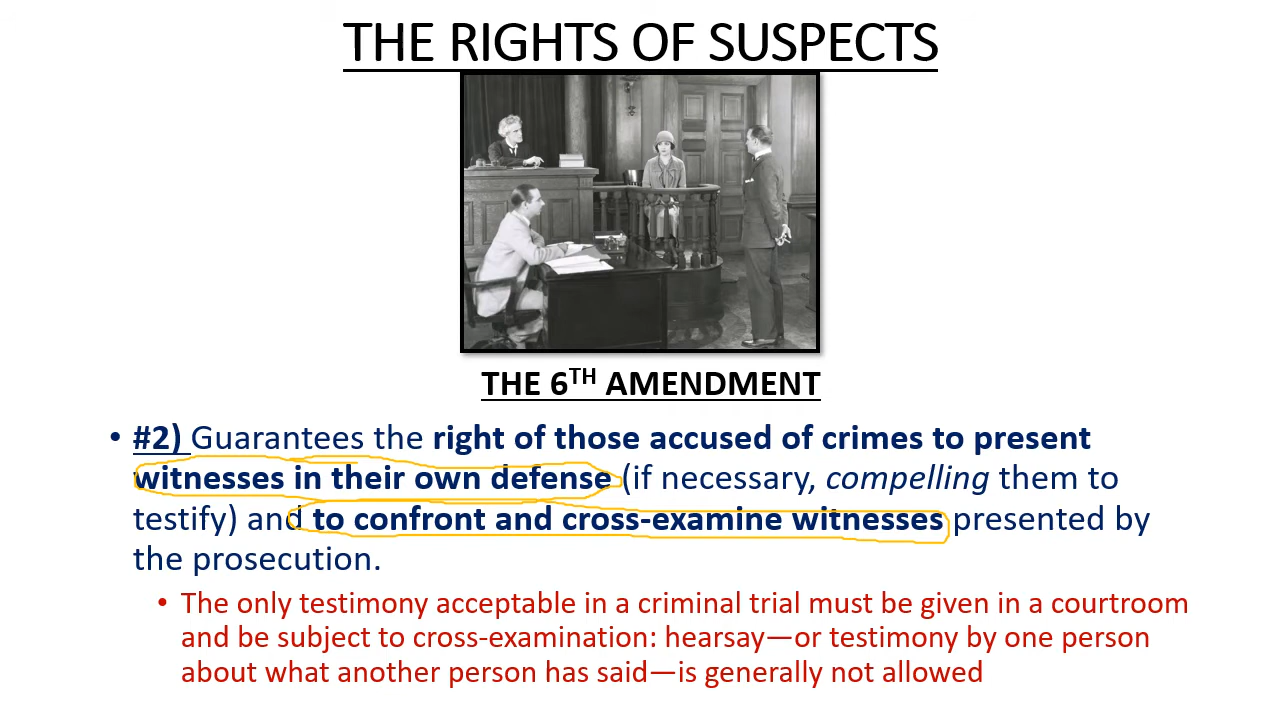 THE RIGHTS OF SUSPECTS
THE 6TH AMENDMENT
• #2) Guarantees the right of those accused of crimes to present
witnesses in their own defense (if necessary, compelling them to
testify) and to confront and cross-examine witnesses presented by
the prosecution.
• The only testimony acceptable in a criminal trial must be given in a courtroom
and be subject to cross-examination: hearsay—or testimony by one person
about what another person has said—is generally not allowed